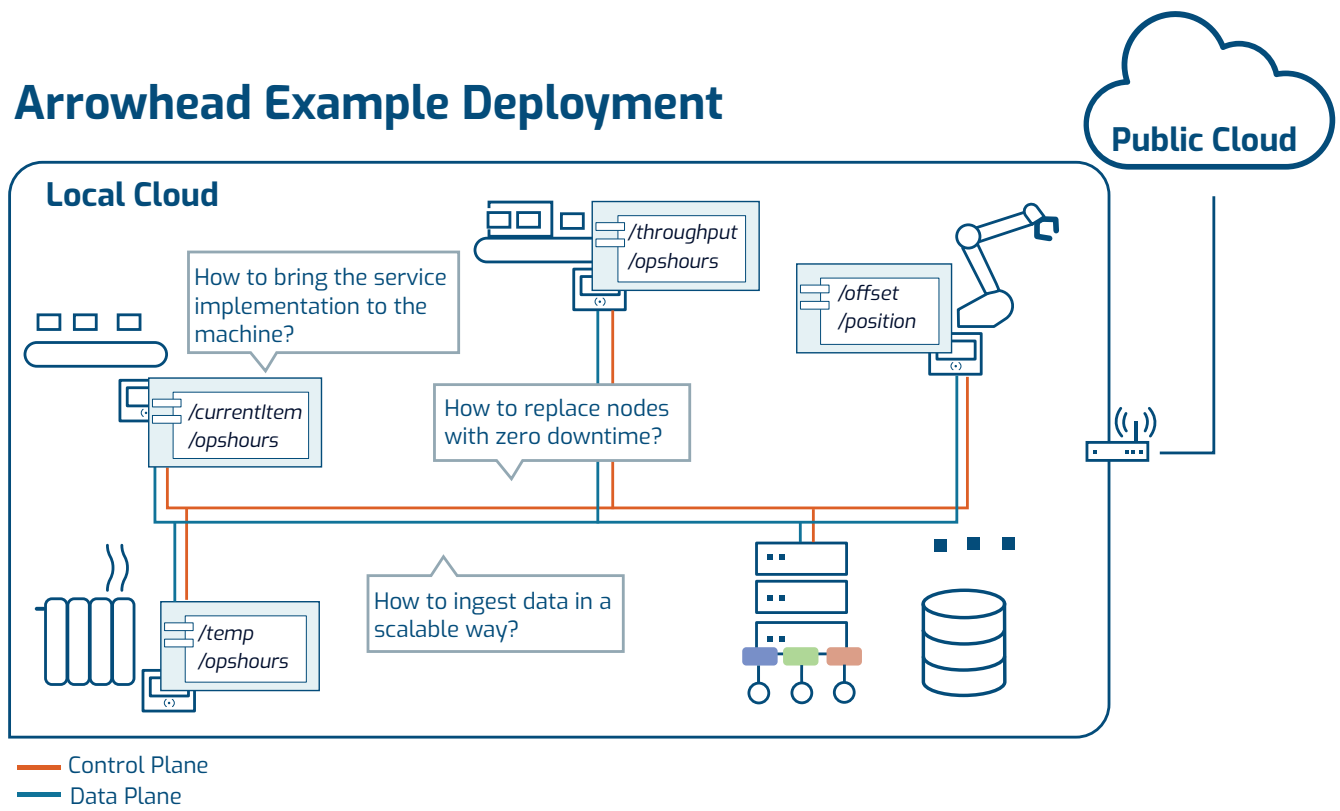 Arrowhead Example Deployment
Public Cloud
Local Cloud
/throughput
/opshours
How to bring the service
implementation to the
machine?
/offset
/position
/currentItem
/opshours
How to replace nodes
with zero downtime?
How to ingest data in a
scalable way?
/temp
/opshours
Control Plane
Data Plane